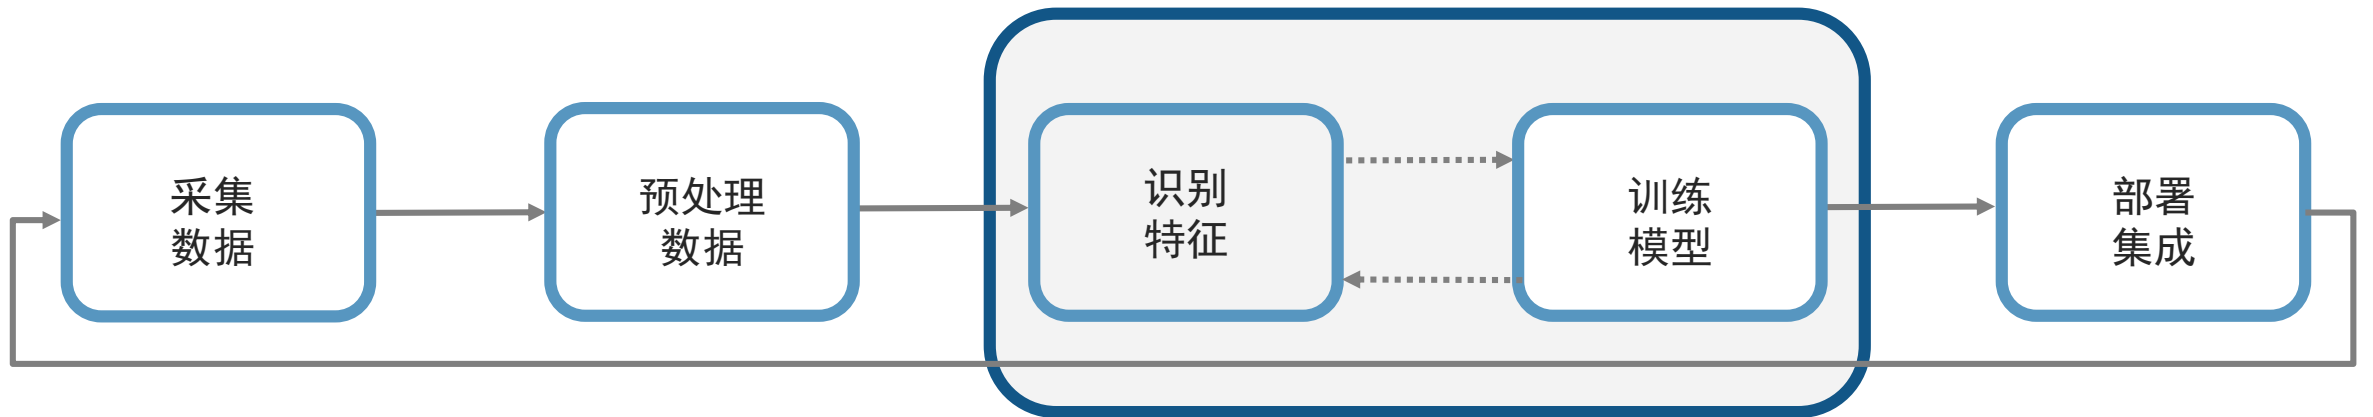 采集
数据
预处理
数据
识别
特征
训练
模型
部署
集成